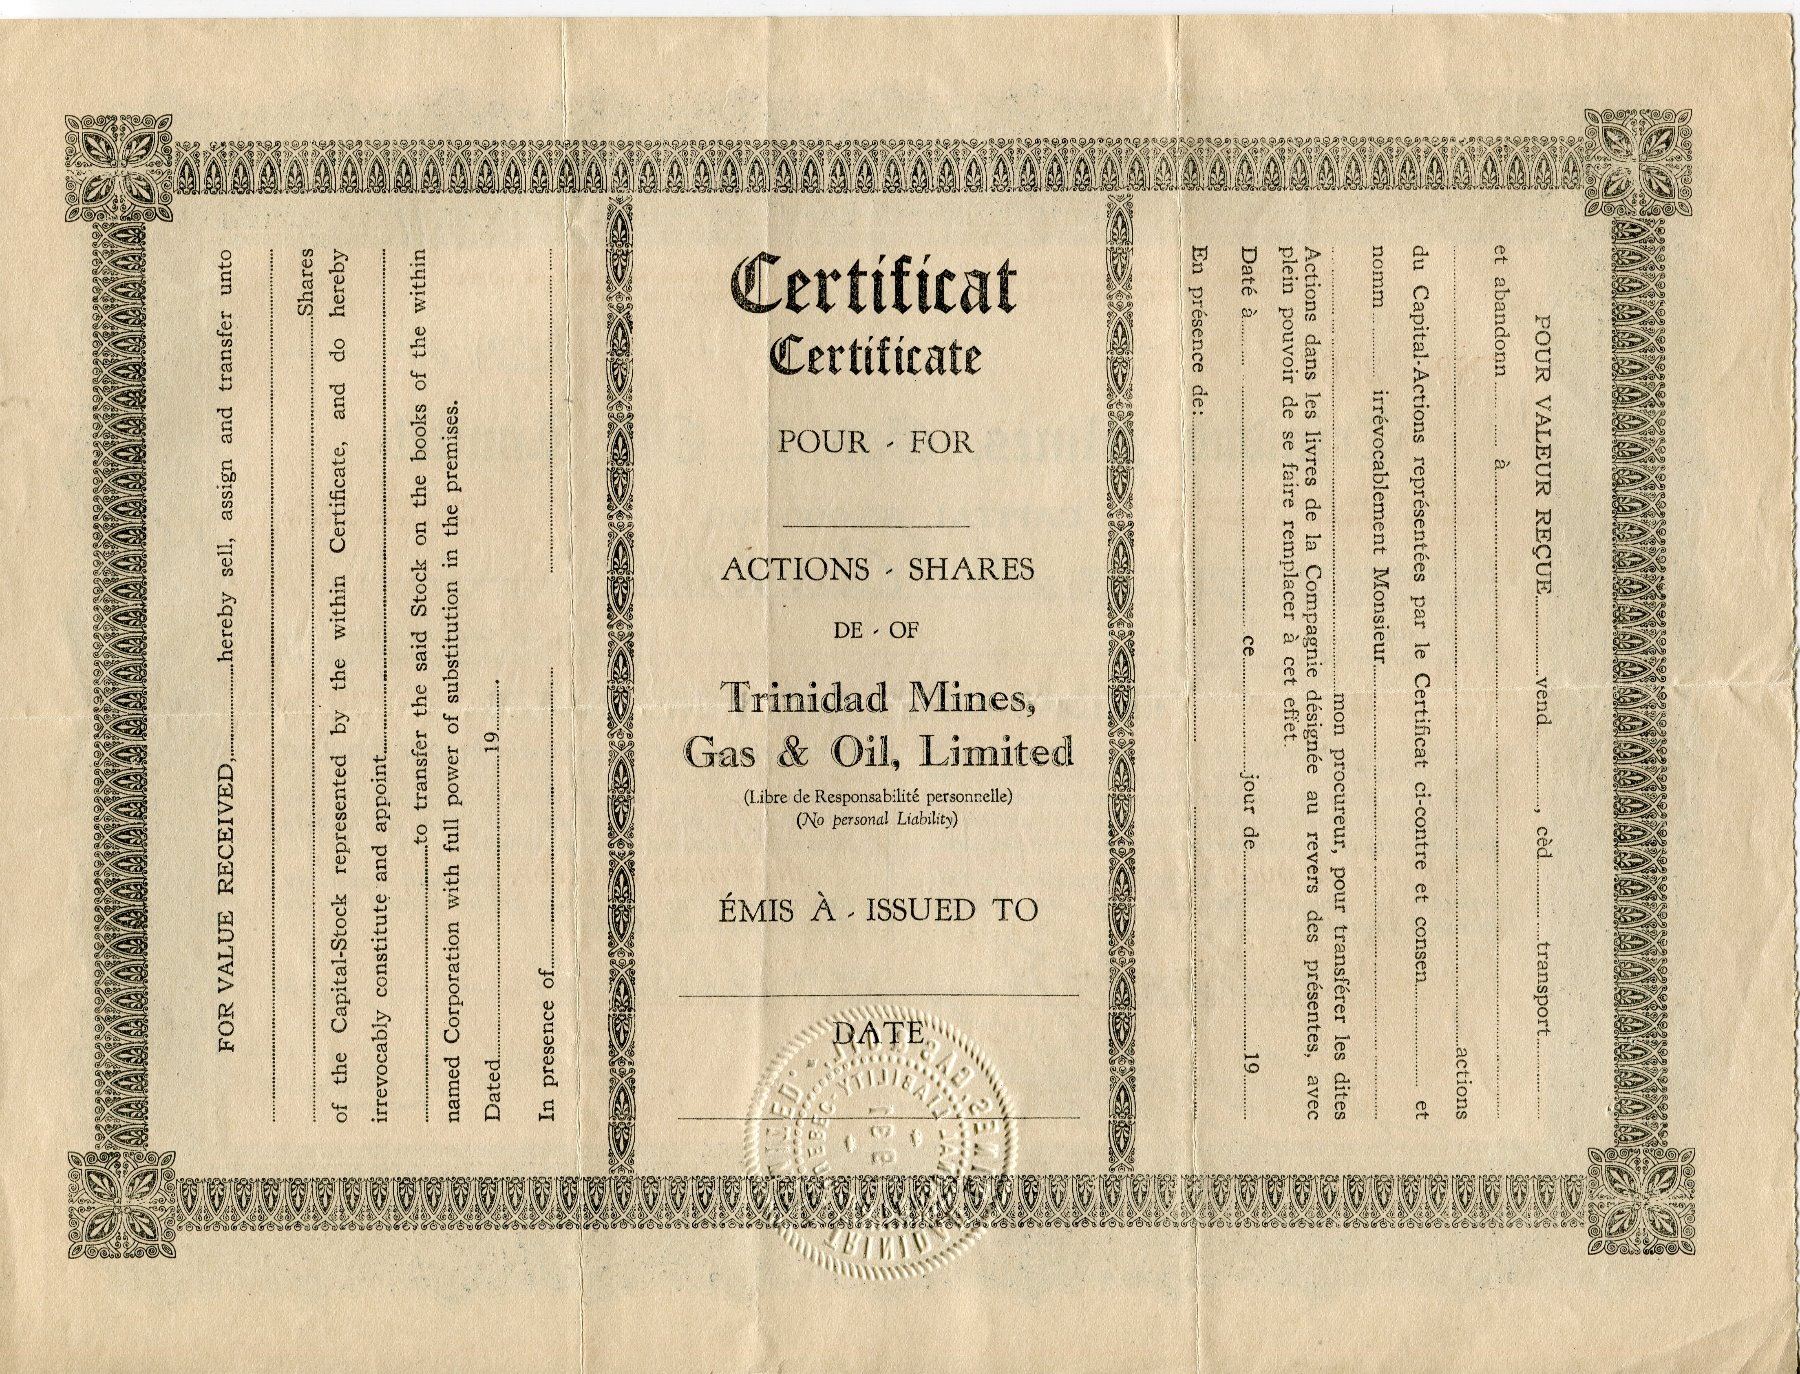 FOR VALUE RECEIVED,..........hereby sell, assign and transfer unto
..........Shares
of the Capital-Stock represented by the within Certificate, and do hereby
irrevocably constitute and appoint..........
..........to transfer the said Stock on the books of the within
named Corporation with full power of substitution in the premises.
Dated..........19..........
In presence of..........
Certificat
Certificate
POUR - FOR
ACTIONS - SHARES
DE - OF
Trinidad Mines,
Gas & Oil, Limited
(Libre de Responsabilité personnelle)
(No personal Liability)
ÉMIS À - ISSUED TO
DATE
POUR VALEUR REÇUE..........vend.........., cèd..........transport..........
et abandonn..........à..........
..........actions
du Capital-Actions représentées par le Certificat ci-contre et consen..........et
nomm..........irrévocablement Monsieur..........
..........mon procureur, pour transférer les dites
Actions dans les livres de la Compagnie désignée au revers des présentes, avec
plein pouvoir de se faire remplacer à cet effet.
Daté à..........ce..........jour de..........19..........
En présence de:..........